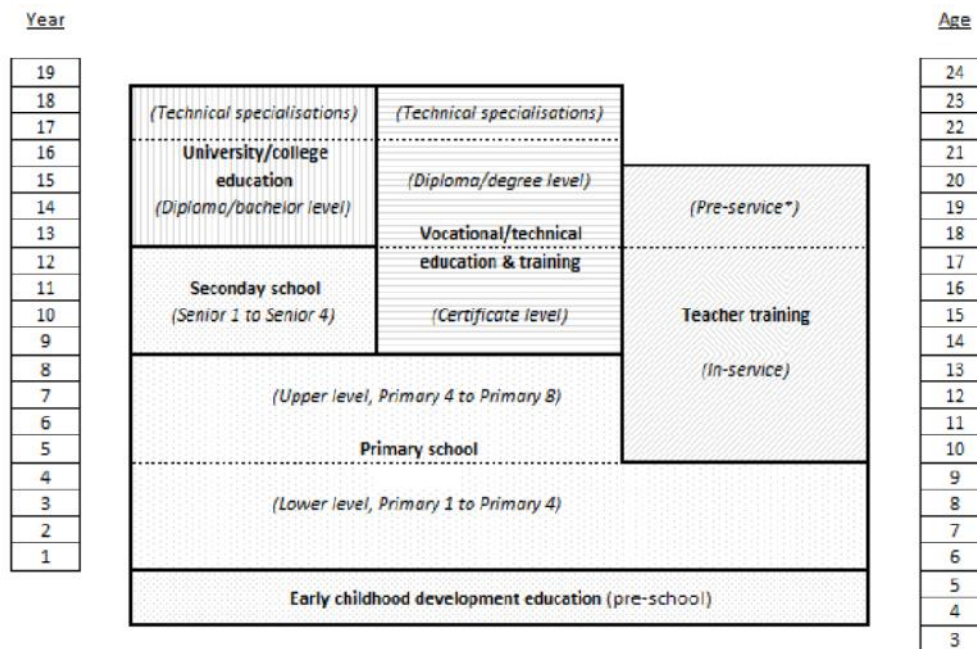 Year
Age
19
18
17
16
15
14
13
12
11
10
9
8
7
6
5
4
3
2
1
(Technical specialisations)
University/college
education
(Diploma/bachelor level)
Seconday school
(Senior 1 to Senior 4)
(Technical specialisations)
(Diploma/degree level)
Vocational/technical
education & training
(Certificate level)
(Pre-service*)
Teacher training
(In-service)
(Upper level, Primary 4 to Primary 8)
Primary school
(Lower level, Primary 1 to Primary 4)
Early childhood development education (pre-school)
24
23
22
21
20
19
18
17
16
15
14
13
12
11
10
9
8
7
6
5
4
3